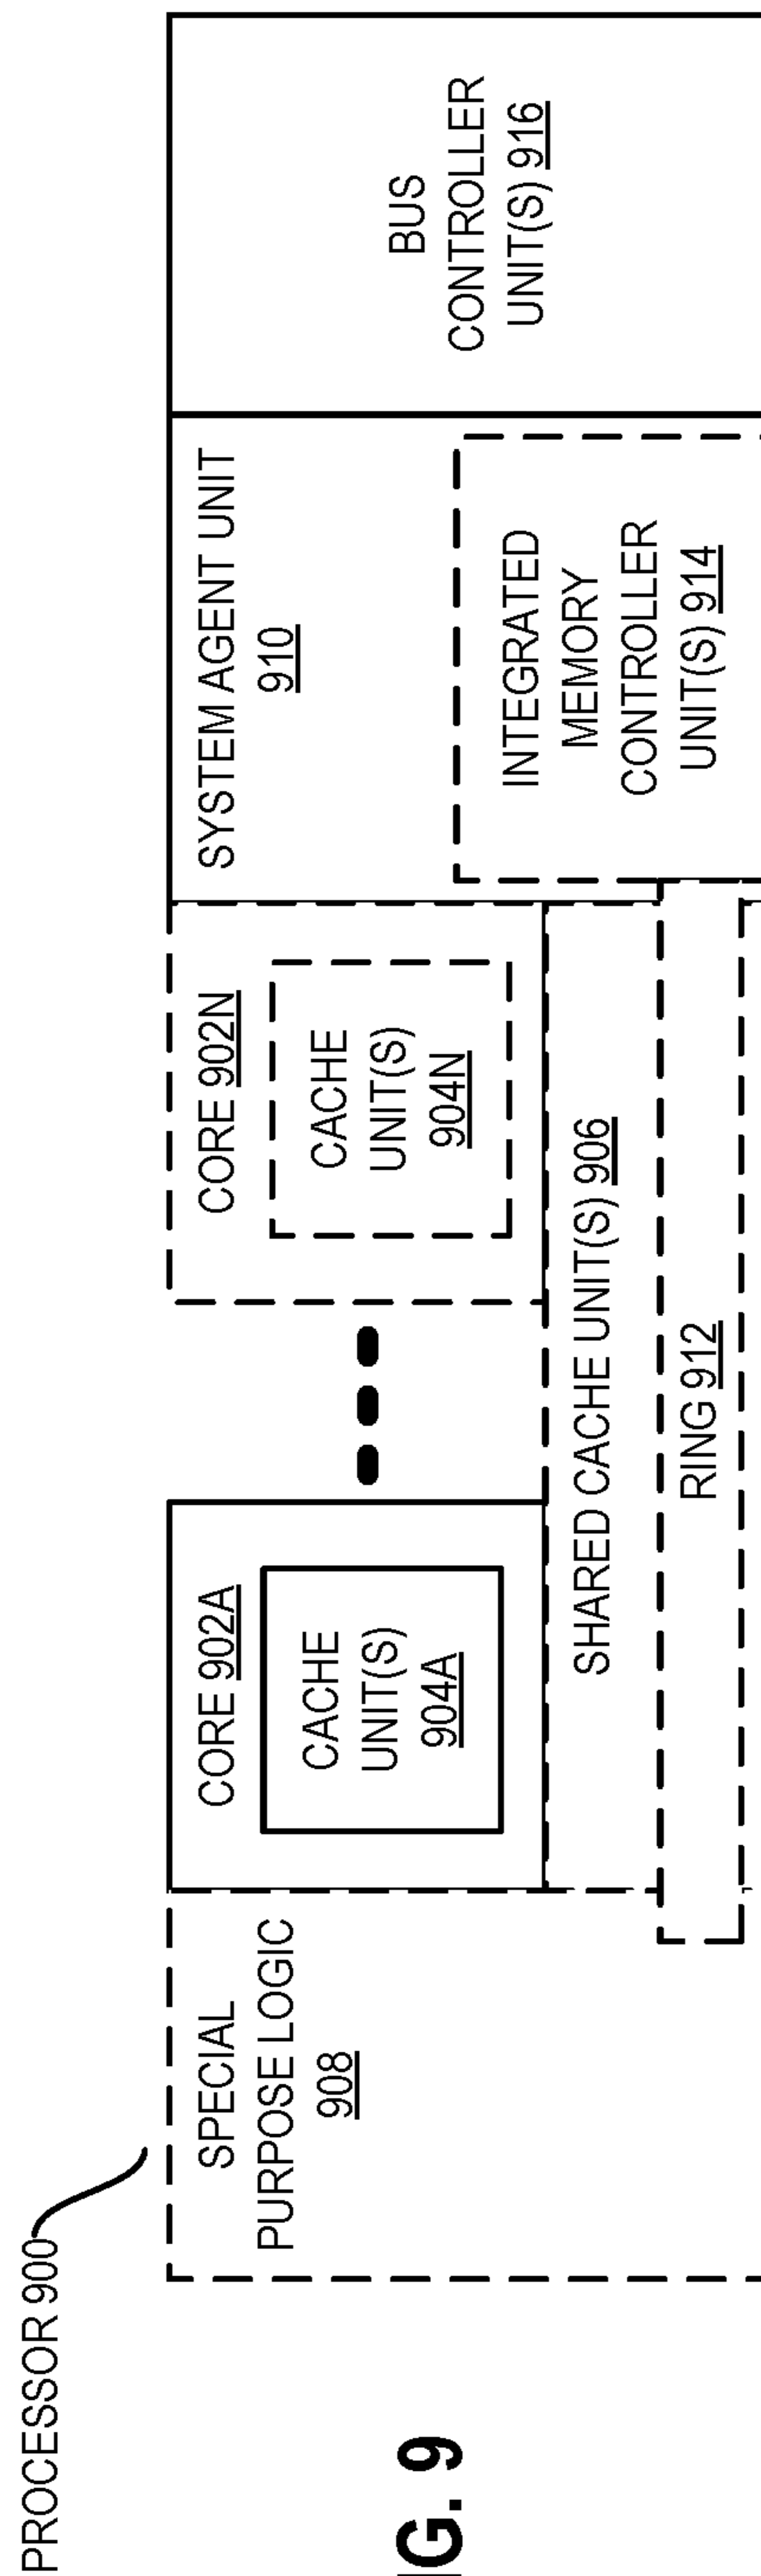 PROCESSOR 900
SPECIAL
PURPOSE LOGIC
908
CORE 902A
CACHE
UNIT(S)
904A
CORE 902N
CACHE
UNIT(S)
904N
SHARED CACHE UNIT(S) 906
RING 912
SYSTEM AGENT UNIT
910
INTEGRATED
MEMORY
CONTROLLER
UNIT(S) 914
BUS
CONTROLLER
UNIT(S) 916
G. 9